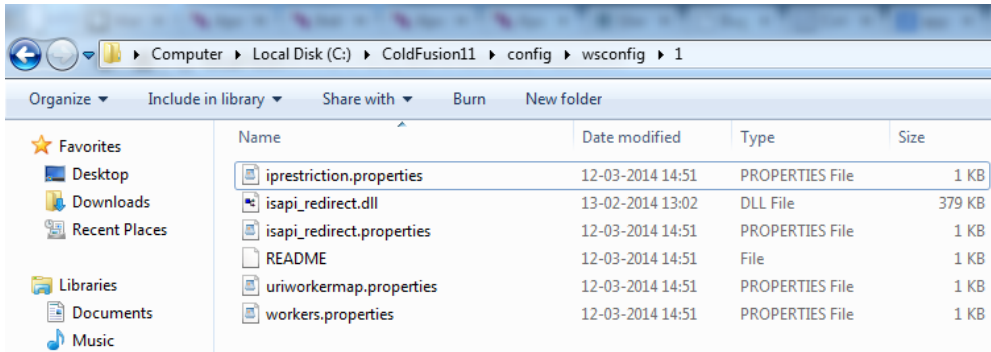 Computer Local Disk (C:) ColdFusion11 config wsconfig 1
Organize Include in library Share with Burn New folder
Favorites
Desktop
Downloads
Recent Places
Libraries
Documents
Music
Name Date modified Type Size
iprestriction.properties 12-03-2014 14:51 PROPERTIES File 1 KB
isapi_redirect.dll 13-02-2014 13:02 DLL File 379 KB
isapi_redirect.properties 12-03-2014 14:51 PROPERTIES File 1 KB
README 12-03-2014 14:51 File 1 KB
uriworkermap.properties 12-03-2014 14:51 PROPERTIES File 1 KB
workers.properties 12-03-2014 14:51 PROPERTIES File 1 KB